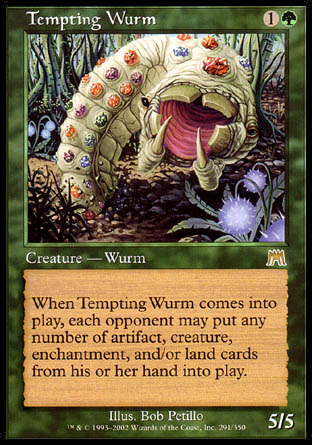 Tempting Wurm 1
Creature — Wurm
When Tempting Wurm comes into
play, each opponent may put any
number of artifact, creature,
enchantment, and/or land cards
from his or her hand into play.
Illus. Bob Petillo
™ & © 1993–2002 Wizards of the Coast, Inc. 291/350
5/5